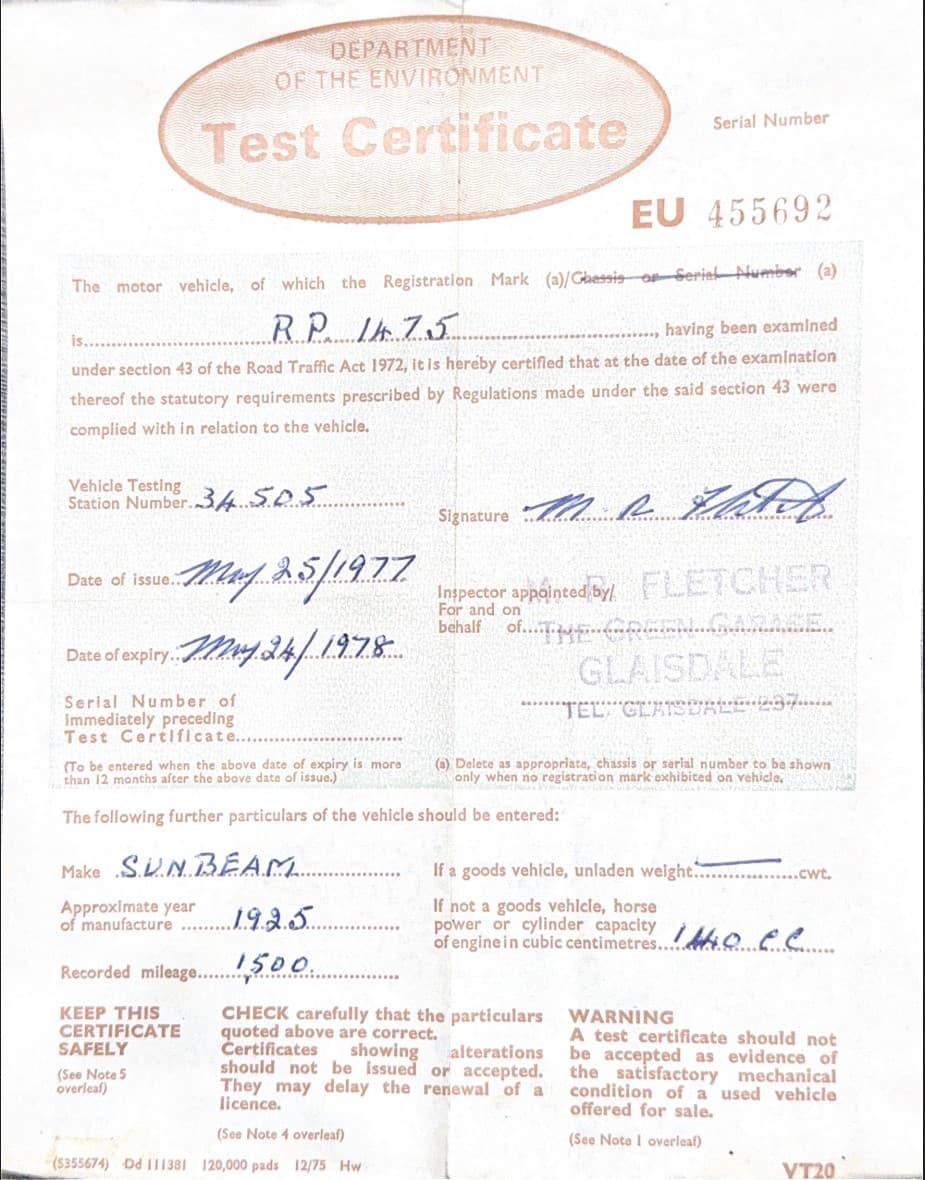 DEPARTMENT
OF THE ENVIRONMENT
Test Certificate
Serial Number
EU 455692
The motor vehicle, of which the Registration Mark (a)/Chassis or Serial Number (a)
is R P. 1475, having been examined
under section 43 of the Road Traffic Act 1972, it is hereby certified that at the date of the examination
thereof the statutory requirements prescribed by Regulations made under the said section 43 were
complied with in relation to the vehicle.
Vehicle Testing
Station Number. 34505
Signature M. R Fletcher
Date of issue. May 25/1977
Inspector appointed by/
For and on
behalf of
M. R. FLETCHER
THE GREEN GARAGE
GLAISDALE
TEL. GLAISDALE 237
Date of expiry. May 24/1978
Serial Number of
immediately preceding
Test Certificate
(To be entered when the above date of expiry is more
than 12 months after the above date of issue.)
(a) Delete as appropriate, chassis or serial number to be shown
only when no registration mark exhibited on vehicle.
The following further particulars of the vehicle should be entered:
Make SUNBEAM
If a goods vehicle, unladen weight: — cwt.
Approximate year
of manufacture 1925
If not a goods vehicle, horse
power or cylinder capacity
of engine in cubic centimetres 1440 cc
Recorded mileage 1,500.
KEEP THIS
CERTIFICATE
SAFELY
(See Note 5
overleaf)
CHECK carefully that the particulars
quoted above are correct.
Certificates showing alterations
should not be issued or accepted.
They may delay the renewal of a
licence.
(See Note 4 overleaf)
WARNING
A test certificate should not
be accepted as evidence of
the satisfactory mechanical
condition of a used vehicle
offered for sale.
(See Note 1 overleaf)
(5355674) Dd 111381 120,000 pads 12/75 Hw
VT20